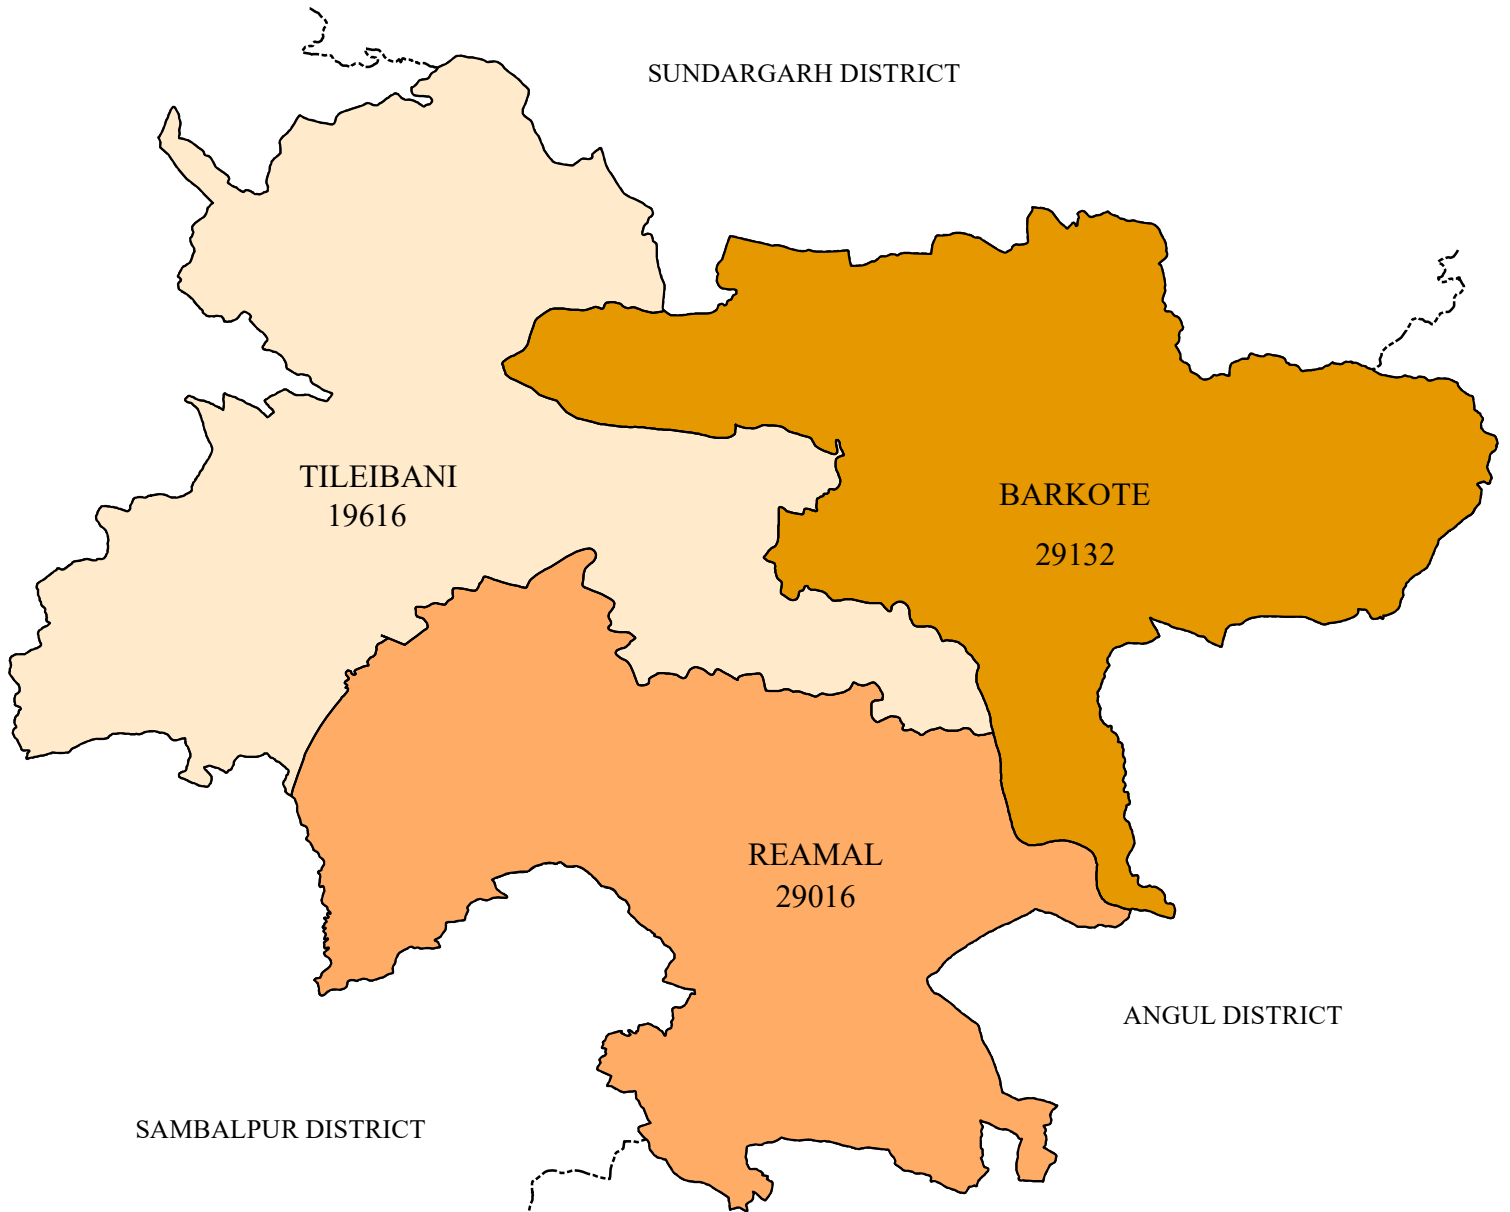 SUNDARGARH DISTRICT
TILEIBANI
19616
BARKOTE
29132
REAMAL
29016
ANGUL DISTRICT
SAMBALPUR DISTRICT